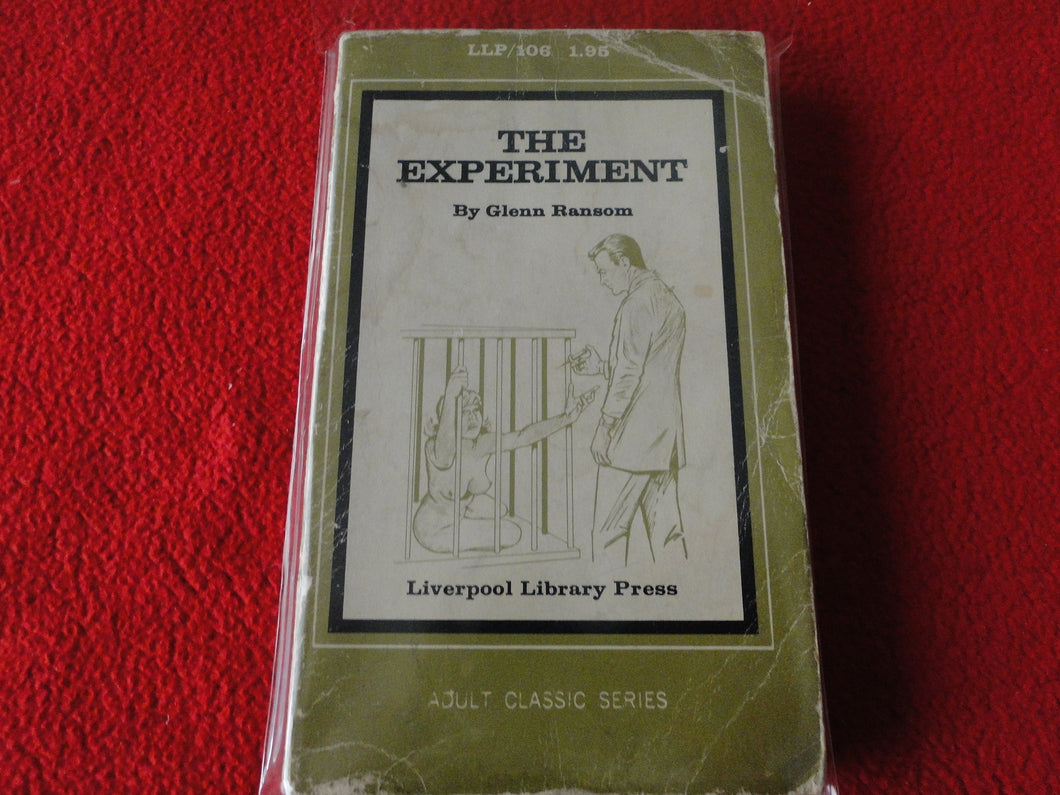 LLP/106 1.95
THE
EXPERIMENT
By Glenn Ransom
Liverpool Library Press
ADULT CLASSIC SERIES